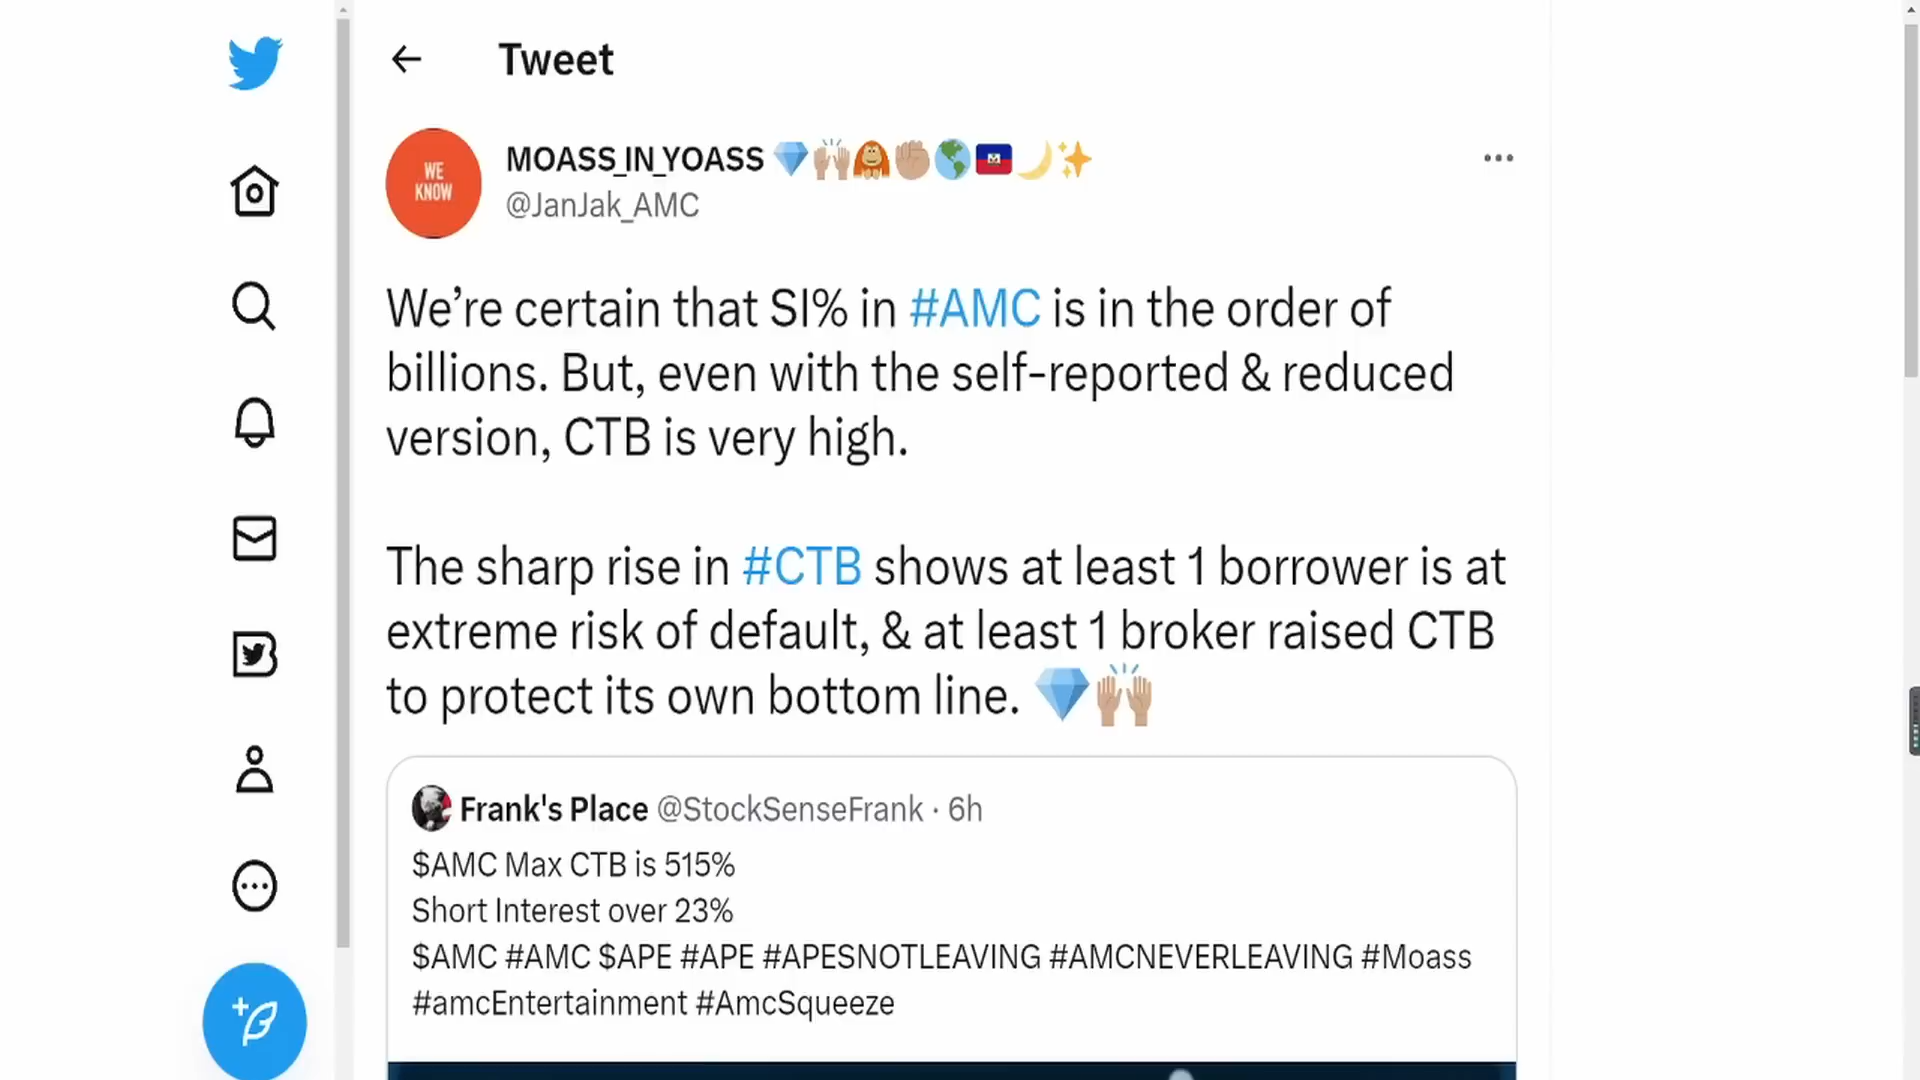 Tweet
WE
KNOW
MOASS_IN_YOASS 💎🙌🏽🦧✊🏽🌎🇭🇹🌙✨
@JanJak_AMC
We’re certain that SI% in #AMC is in the order of
billions. But, even with the self-reported & reduced
version, CTB is very high.
The sharp rise in #CTB shows at least 1 borrower is at
extreme risk of default, & at least 1 broker raised CTB
to protect its own bottom line. 💎🙌🏽
Frank's Place @StockSenseFrank · 6h
$AMC Max CTB is 515%
Short Interest over 23%
$AMC #AMC $APE #APE #APESNOTLEAVING #AMCNEVERLEAVING #Moass
#amcEntertainment #AmcSqueeze